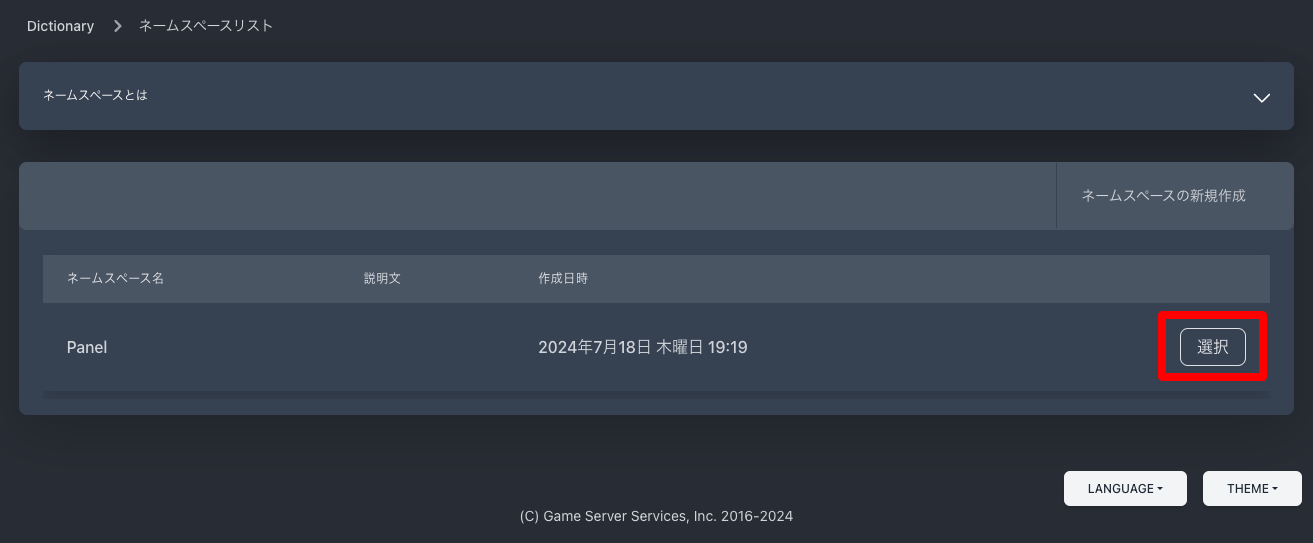 Dictionary ネームスペースリスト
ネームスペースとは
ネームスペースの新規作成
ネームスペース名 説明文 作成日時
Panel 2024年7月18日 木曜日 19:19 選択
LANGUAGE THEME
(C) Game Server Services, Inc. 2016-2024